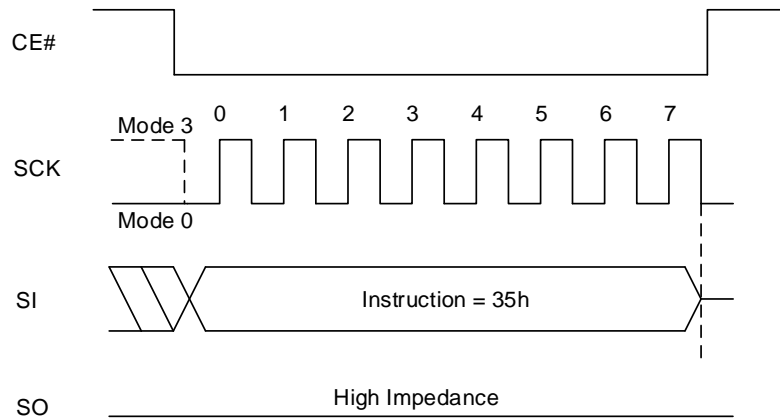 CE#
0 1 2 3 4 5 6 7
Mode 3
SCK
Mode 0
SI
Instruction = 35h
High Impedance
SO